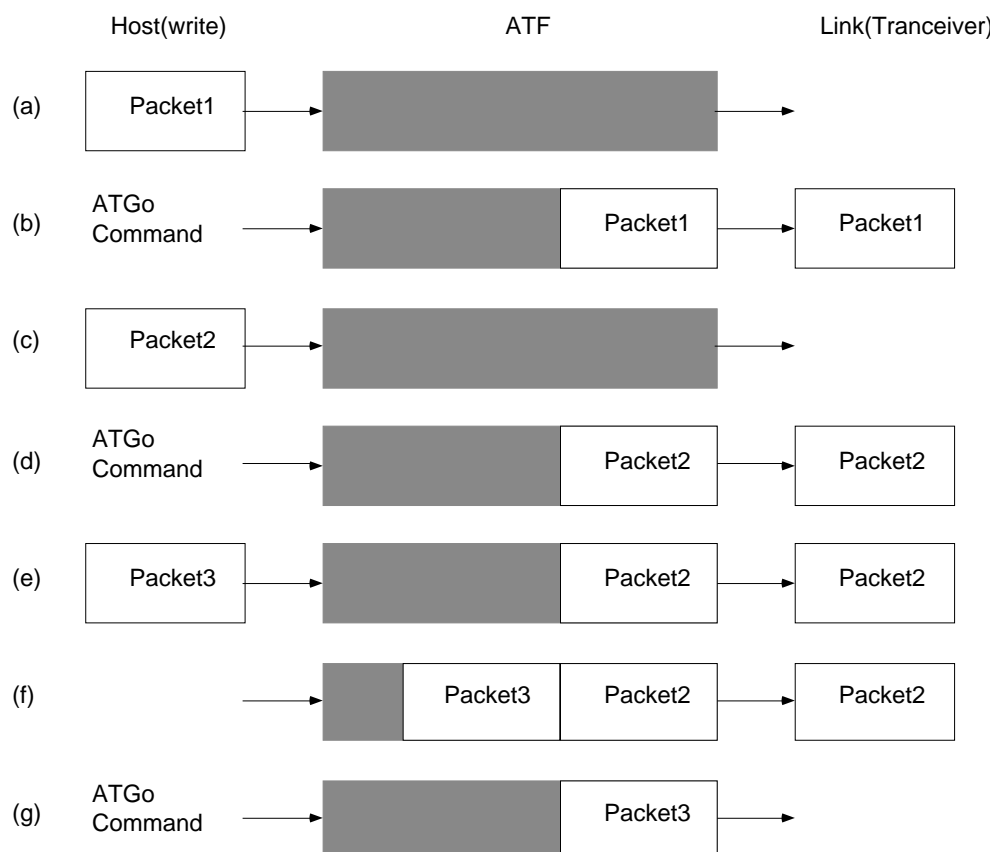 Host(write) ATF Link(Tranceiver)
(a) Packet1
(b) ATGo Command Packet1 Packet1
(c) Packet2
(d) ATGo Command Packet2 Packet2
(e) Packet3 Packet2 Packet2
(f) Packet3 Packet2 Packet2
(g) ATGo Command Packet3